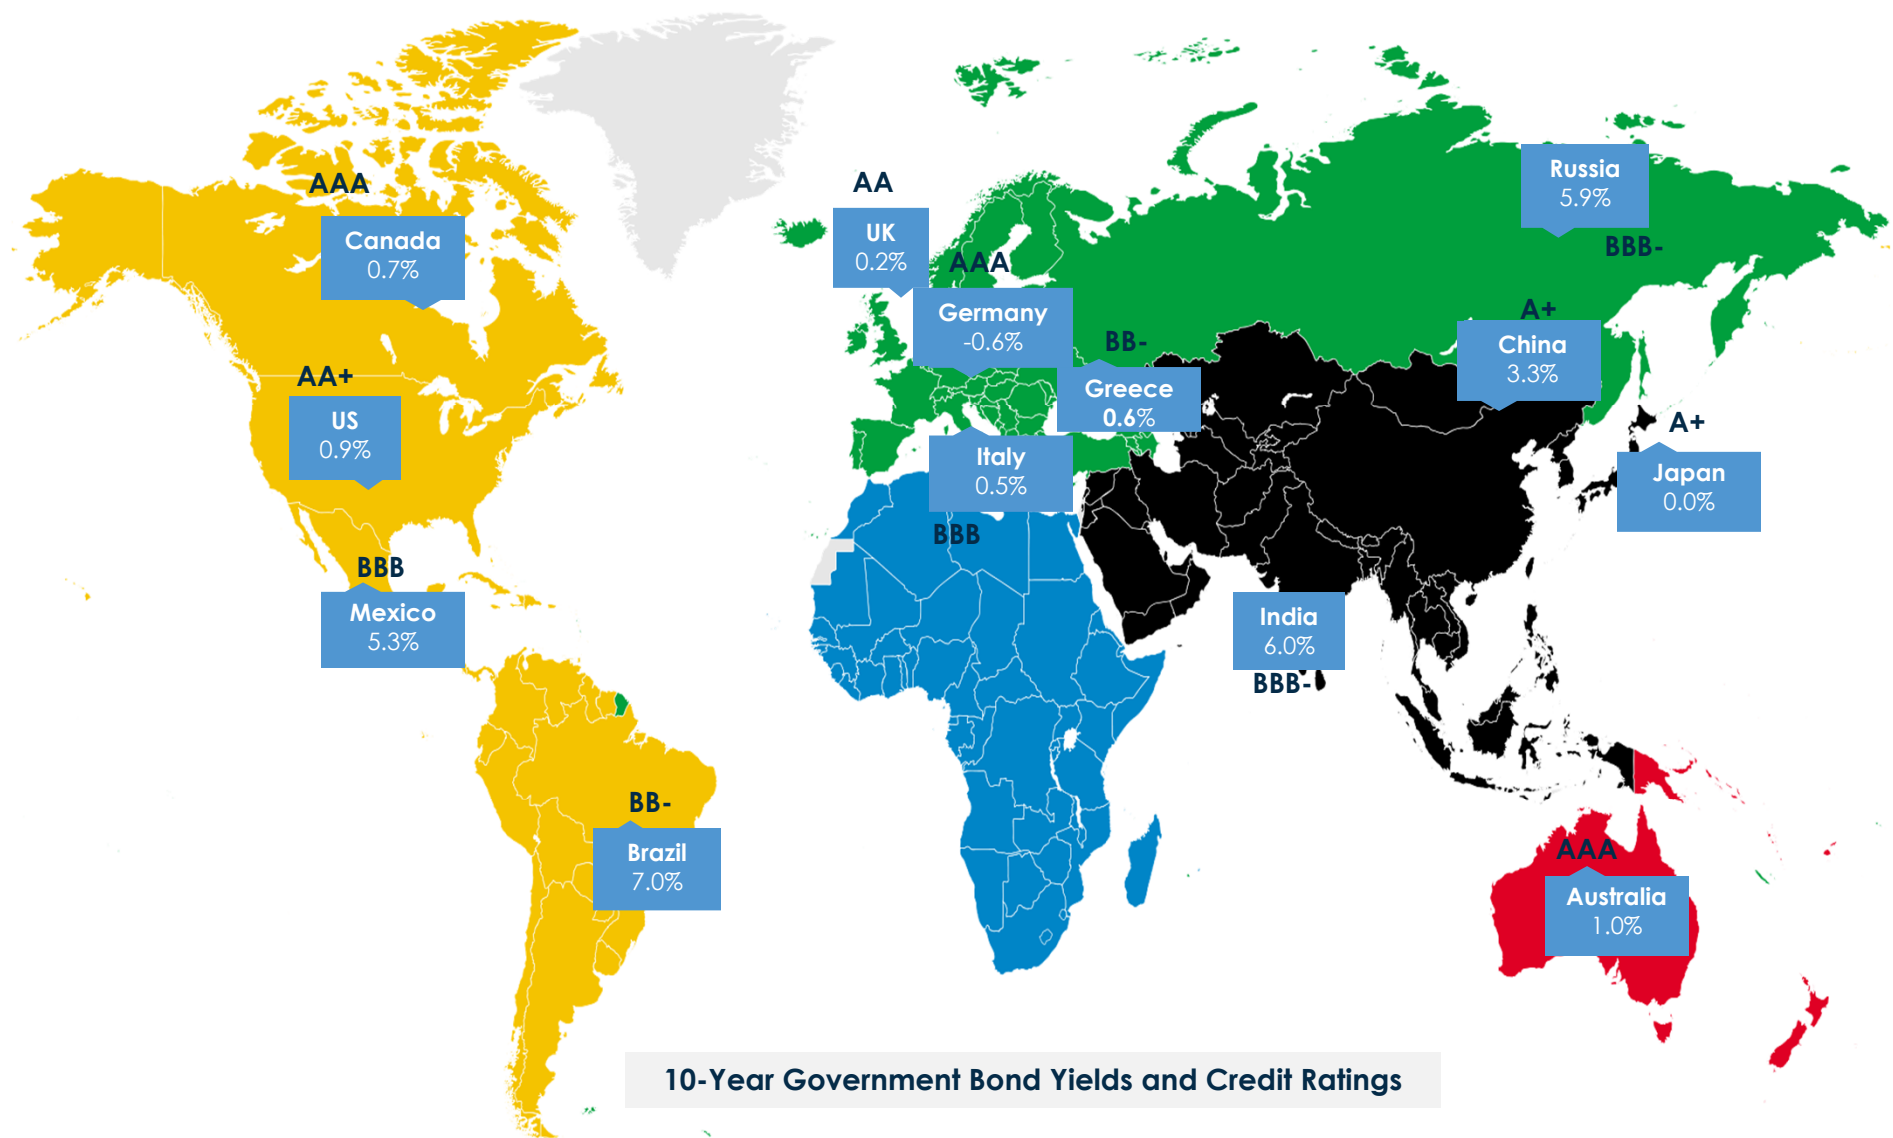 AAA
Canada
0.7%
AA+
US
0.9%
BBB
Mexico
5.3%
BB-
Brazil
7.0%
AA
UK
0.2%
AAA
Germany
-0.6%
BB-
Greece
0.6%
Italy
0.5%
BBB
Russia
5.9%
BBB-
A+
China
3.3%
A+
Japan
0.0%
India
6.0%
BBB-
AAA
Australia
1.0%
10-Year Government Bond Yields and Credit Ratings